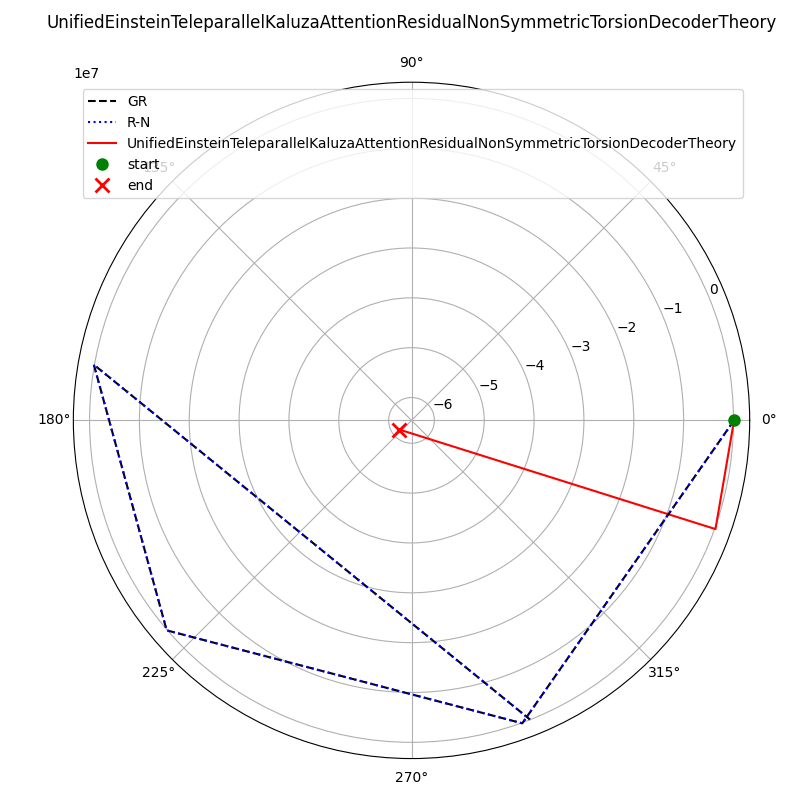 UnifiedEinsteinTeleparallelKaluzaAttentionResidualNonSymmetricTorsionDecoderTheory
90°
1e7
GR
R-N
UnifiedEinsteinTeleparallelKaluzaAttentionResidualNonSymmetricTorsionDecoderTheory
start
135°
45°
end
0
−1
−2
−3
−4
−5
−6
180°
0°
225°
315°
270°